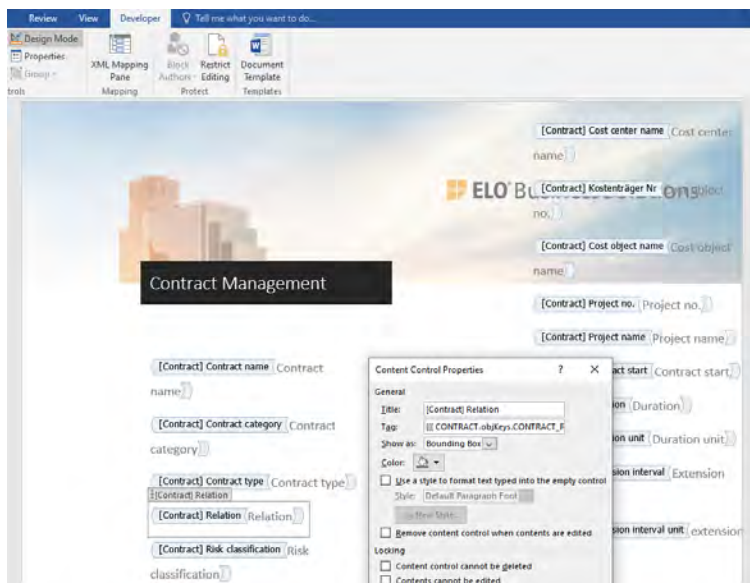 Review View Developer Tell me what you want to do...
Design Mode
Properties
Group
XML Mapping Pane
Block Authors
Restrict Editing
Document Template
Mapping Protect Templates
[Contract] Cost center name Cost center
name
ELO Bu
[Contract] Kostenträger Nr
no.
[Contract] Cost object name Cost object
name
Contract Management
[Contract] Project no. Project no.
[Contract] Project name Project name
[Contract] Contract name Contract
name
[Contract] Contract category Contract
category
[Contract] Contract type Contract type
[Contract] Relation
[Contract] Relation Relation
[Contract] Risk classification Risk
classification
Content Control Properties ? X
General
Title: [Contract] Relation
Tag: {{ CONTRACT.objKeys.CONTRACT_F
Show as: Bounding Box
Color:
Use a style to format text typed into the empty control
Style: Default Paragraph Font
New Style...
Remove content control when contents are edited
Locking
Content control cannot be deleted
Contents cannot be edited
act start Contract start
ion Duration
ion unit Duration unit
sion interval Extension
sion interval unit extension